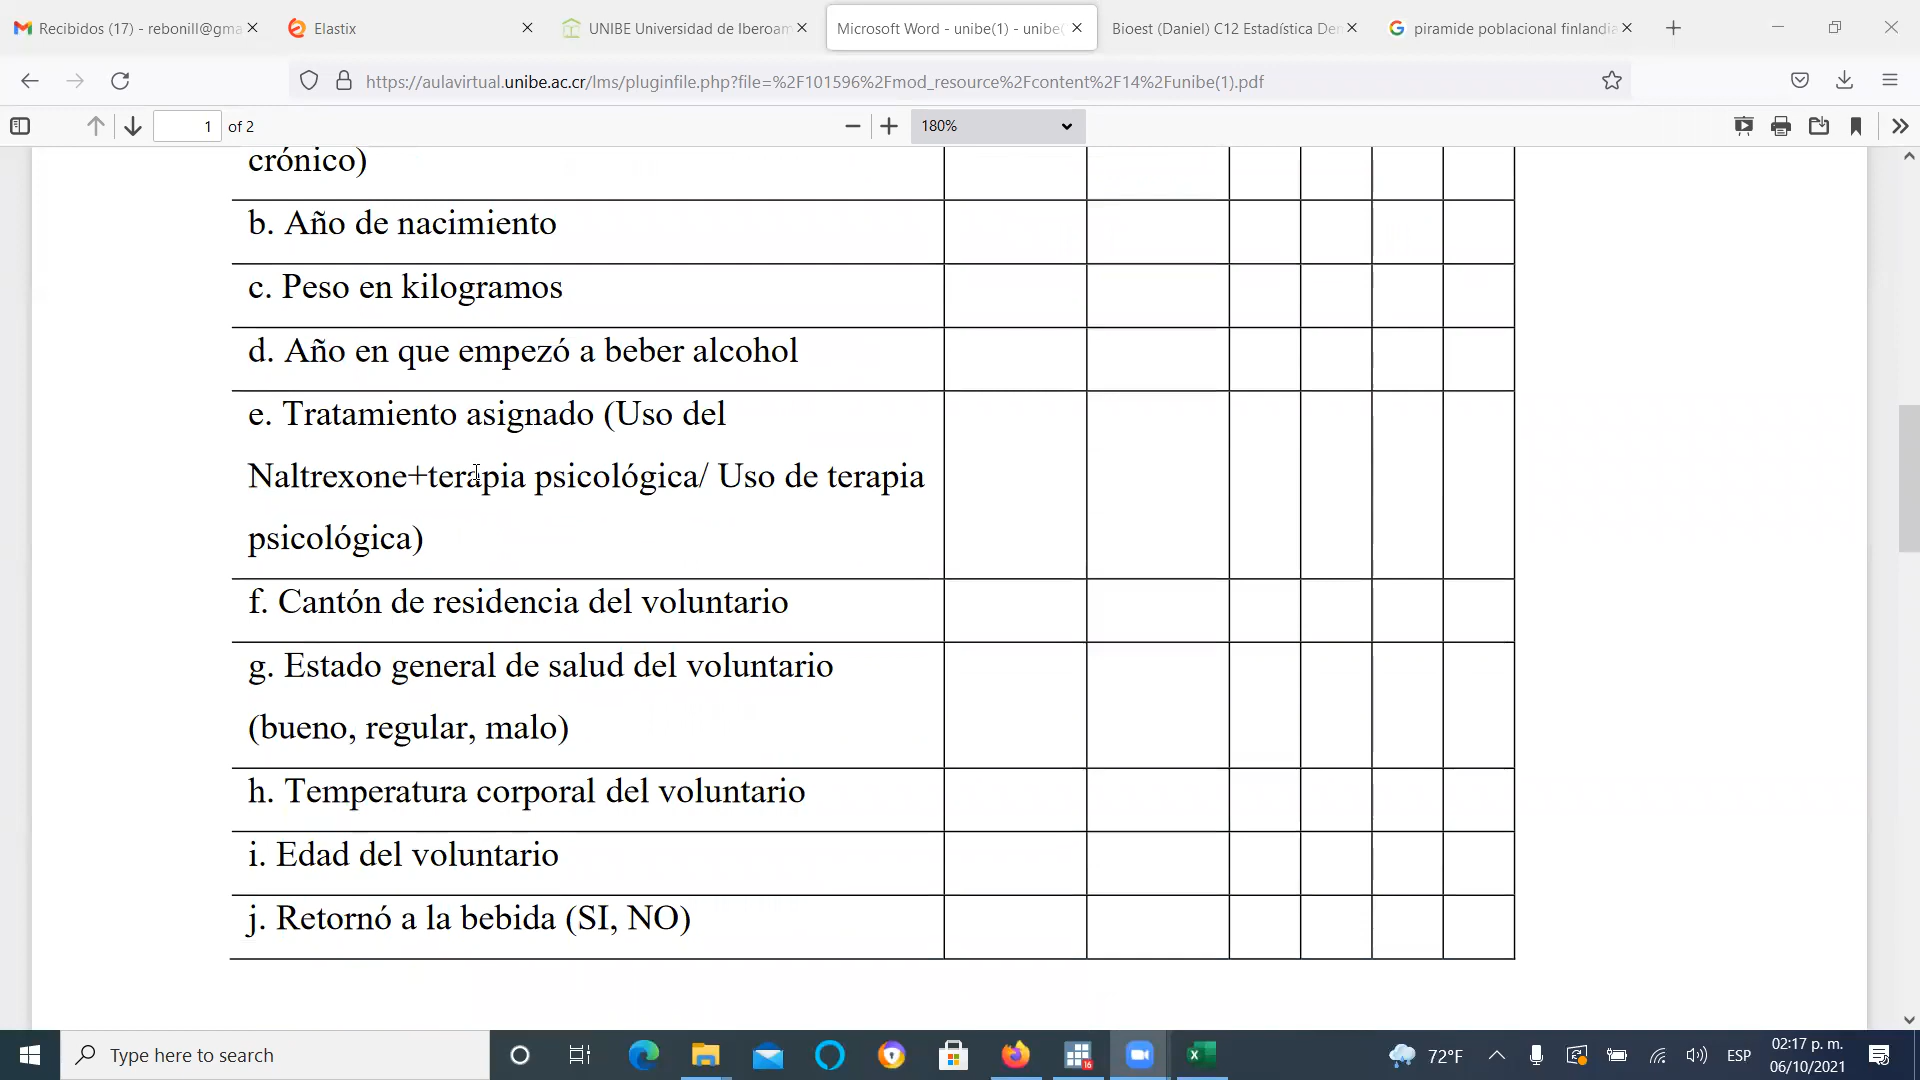 Recibidos (17) - rebonill@gma
Elastix
UNIBE Universidad de Iberoam
Microsoft Word - unibe(1) - unibe(
Bioest (Daniel) C12 Estadística De
piramide poblacional finlandia
https://aulavirtual.unibe.ac.cr/lms/pluginfile.php?file=%2F101596%2Fmod_resource%2Fcontent%2F14%2Funibe(1).pdf
1 of 2
180%
crónico)
b. Año de nacimiento
c. Peso en kilogramos
d. Año en que empezó a beber alcohol
e. Tratamiento asignado (Uso del
Naltrexone+terapia psicológica/ Uso de terapia
psicológica)
f. Cantón de residencia del voluntario
g. Estado general de salud del voluntario
(bueno, regular, malo)
h. Temperatura corporal del voluntario
i. Edad del voluntario
j. Retornó a la bebida (SI, NO)
Type here to search
16
72°F
ESP
02:17 p. m.
06/10/2021